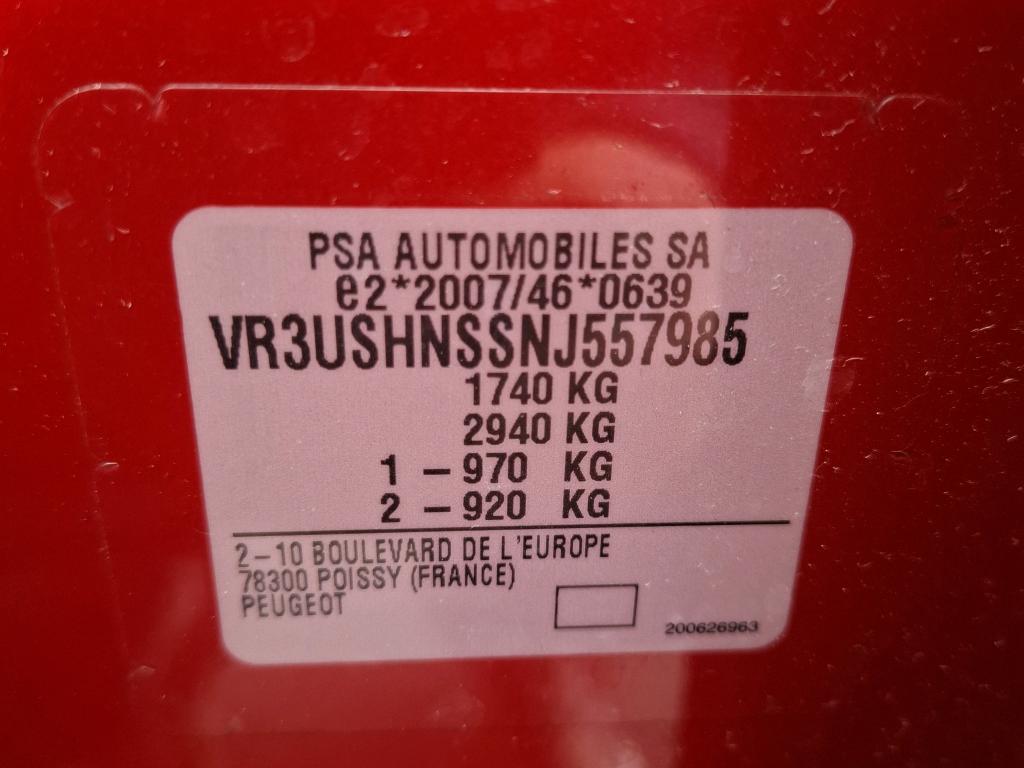 PSA AUTOMOBILES SA
e2*2007/46*0639
VR3USHNSSNJ557985
1740 KG
2940 KG
1 -970 KG
2 -920 KG
2-10 BOULEVARD DE L'EUROPE
78300 POISSY (FRANCE)
PEUGEOT
200626963